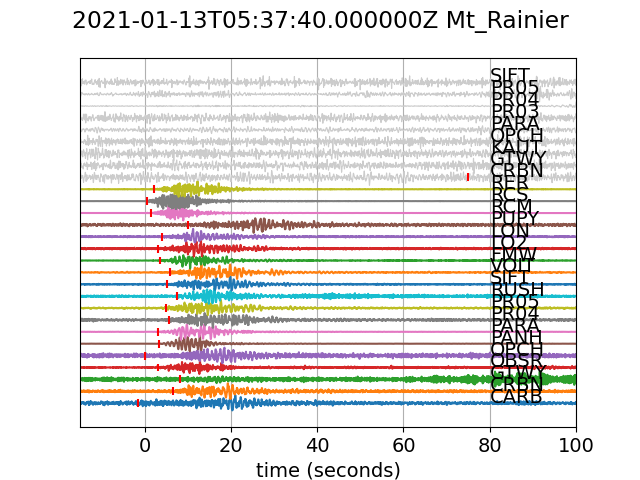 2021-01-13T05:37:40.000000Z Mt_Rainier
SIFT
PR05
PR04
PR03
PARA
OPCH
KAUT
GTWY
CRBN
RER
RCS
RCM
PUPY
LON
LO2
FMW
VOIT
SIFT
RUSH
PR05
PR04
PARA
PANH
OPCH
OBSR
GTWY
CRBN
CARB
0 20 40 60 80 100
time (seconds)